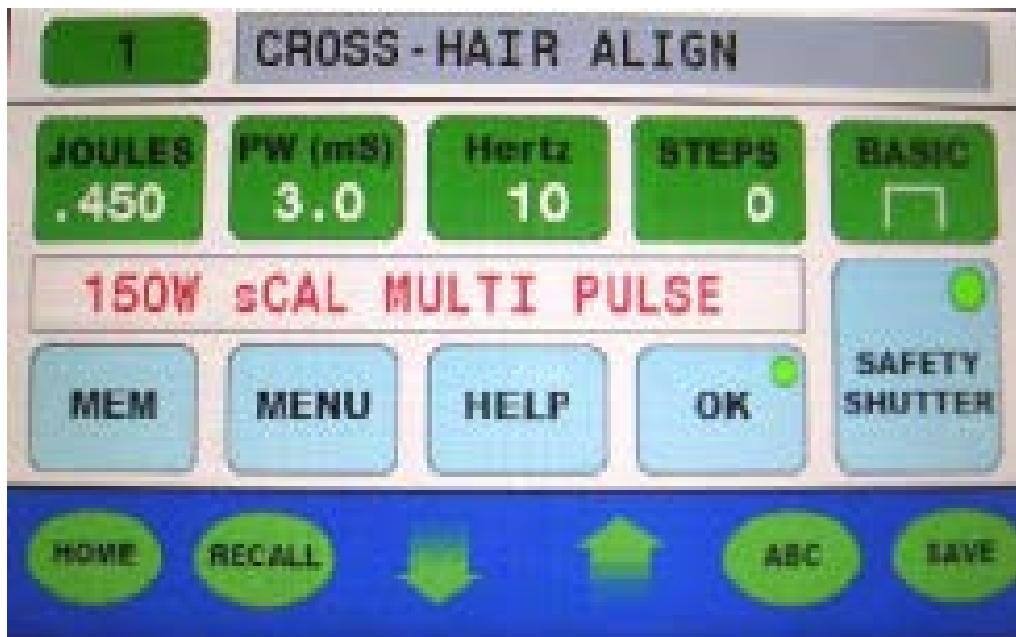 1 CROSS-HAIR ALIGN
JOULES PW (mS) Hertz STEPS BASIC
.450 3.0 10 0
150W sCAL MULTI PULSE
SAFETY
SHUTTER
MEM MENU HELP OK
HOME RECALL ABC SAVE